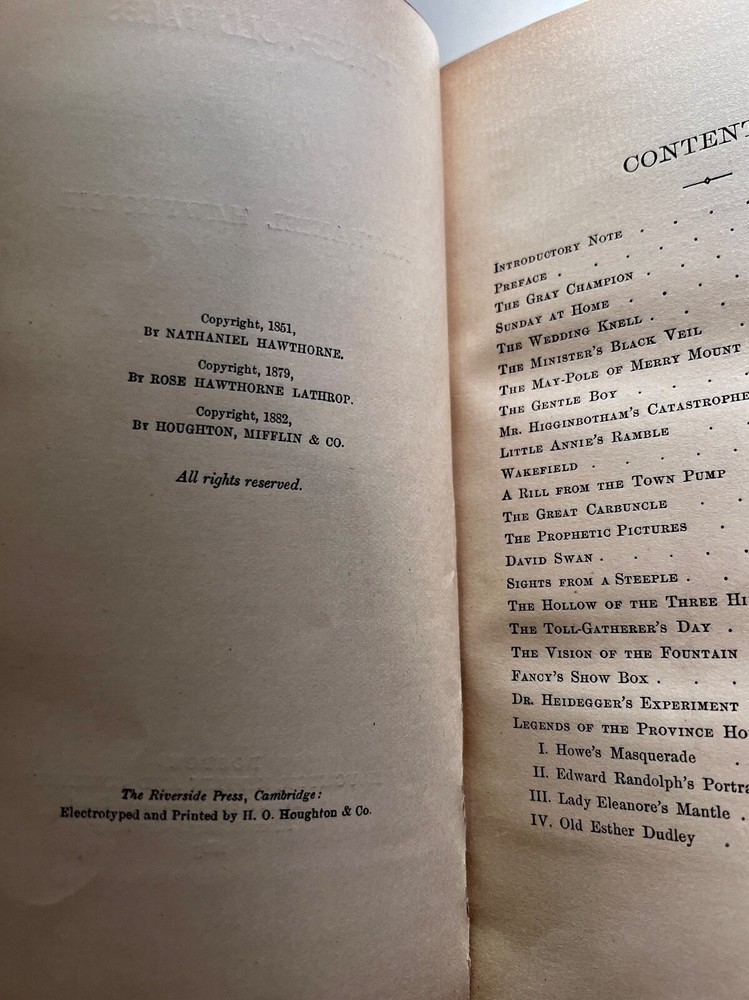 Copyright, 1851,
By NATHANIEL HAWTHORNE.
Copyright, 1879,
By ROSE HAWTHORNE LATHROP.
Copyright, 1882,
By HOUGHTON, MIFFLIN & CO.
All rights reserved.
The Riverside Press, Cambridge:
Electrotyped and Printed by H. O. Houghton & Co.
CONTENT
Introductory Note . . .
Preface . . . . .
The Gray Champion . . .
Sunday at Home . . . .
The Wedding Knell . . .
The Minister's Black Veil . .
The May-Pole of Merry Mount
The Gentle Boy . . . .
Mr. Higginbotham's Catastrophe
Little Annie's Ramble . .
Wakefield . . . . .
A Rill from the Town Pump
The Great Carbuncle . .
The Prophetic Pictures .
David Swan . . . . .
Sights from a Steeple . . .
The Hollow of the Three Hi
The Toll-Gatherer's Day .
The Vision of the Fountain
Fancy's Show Box . . .
Dr. Heidegger's Experiment
Legends of the Province Ho
I. Howe's Masquerade .
II. Edward Randolph's Portra
III. Lady Eleanore's Mantle .
IV. Old Esther Dudley .